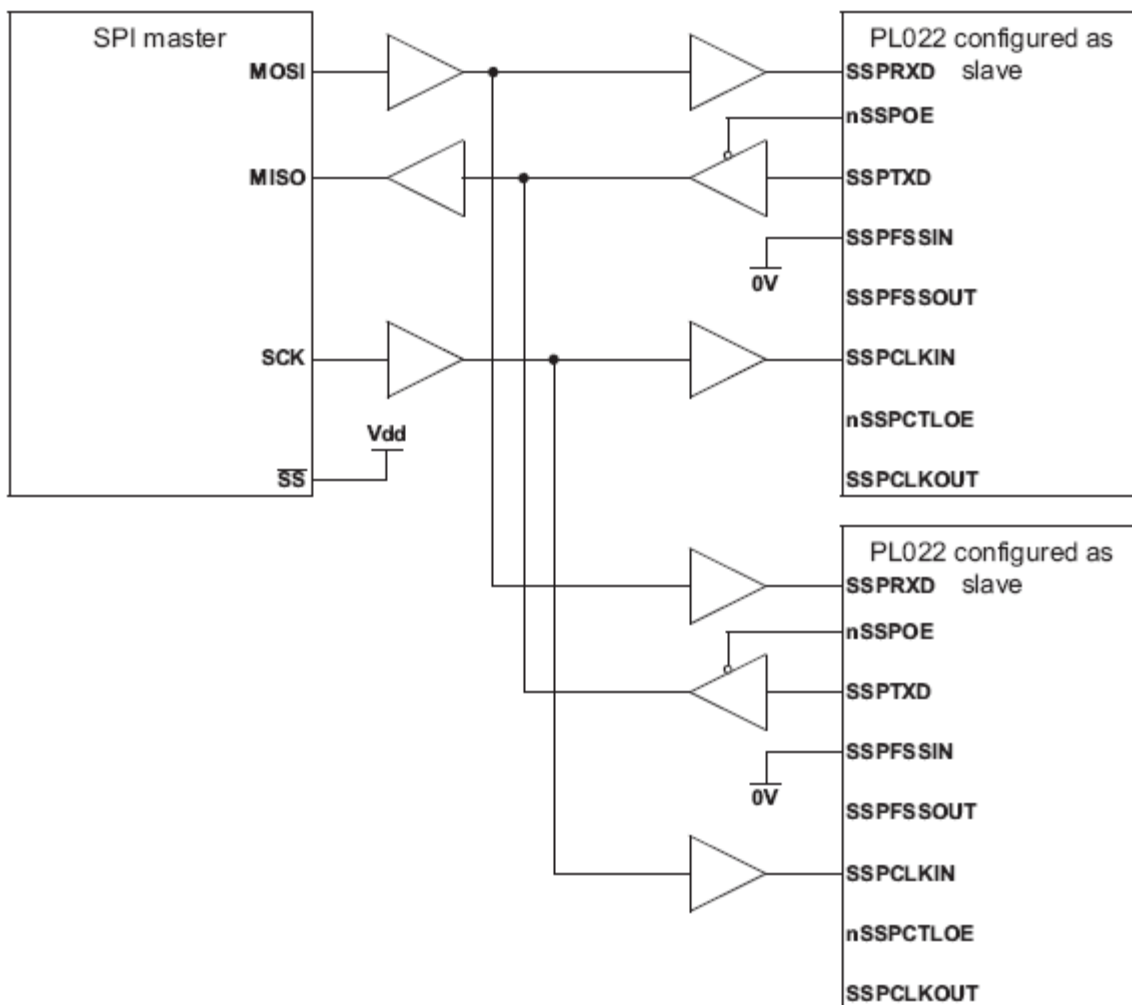 SPI master
MOSI
MISO
SCK
Vdd
SS
PL022 configured as
slave
SSPRXD
nSSPOE
SSPTXD
SSPFSSIN
0V
SSPFSSOUT
SSPCLKIN
nSSPCTLOE
SSPCLKOUT
PL022 configured as
slave
SSPRXD
nSSPOE
SSPTXD
SSPFSSIN
0V
SSPFSSOUT
SSPCLKIN
nSSPCTLOE
SSPCLKOUT